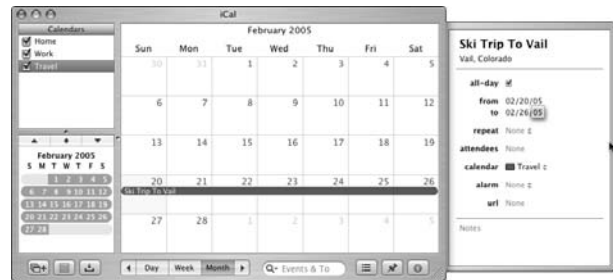 iCal
Calendars
Home
Work
Travel
February 2005
S M T W T F S
1 2 3 4 5
6 7 8 9 10 11 12
13 14 15 16 17 18 19
20 21 22 23 24 25 26
27 28
February 2005
Sun Mon Tue Wed Thu Fri Sat
30 31 1 2 3 4 5
6 7 8 9 10 11 12
13 14 15 16 17 18 19
20 21 22 23 24 25 26
Ski Trip To Vail
27 28 1 2 3 4 5
Day Week Month
Events & To
Ski Trip To Vail
Vail, Colorado
all-day
from 02/20/05
to 02/26/05
repeat None
attendees None
calendar Travel
alarm None
url None
Notes